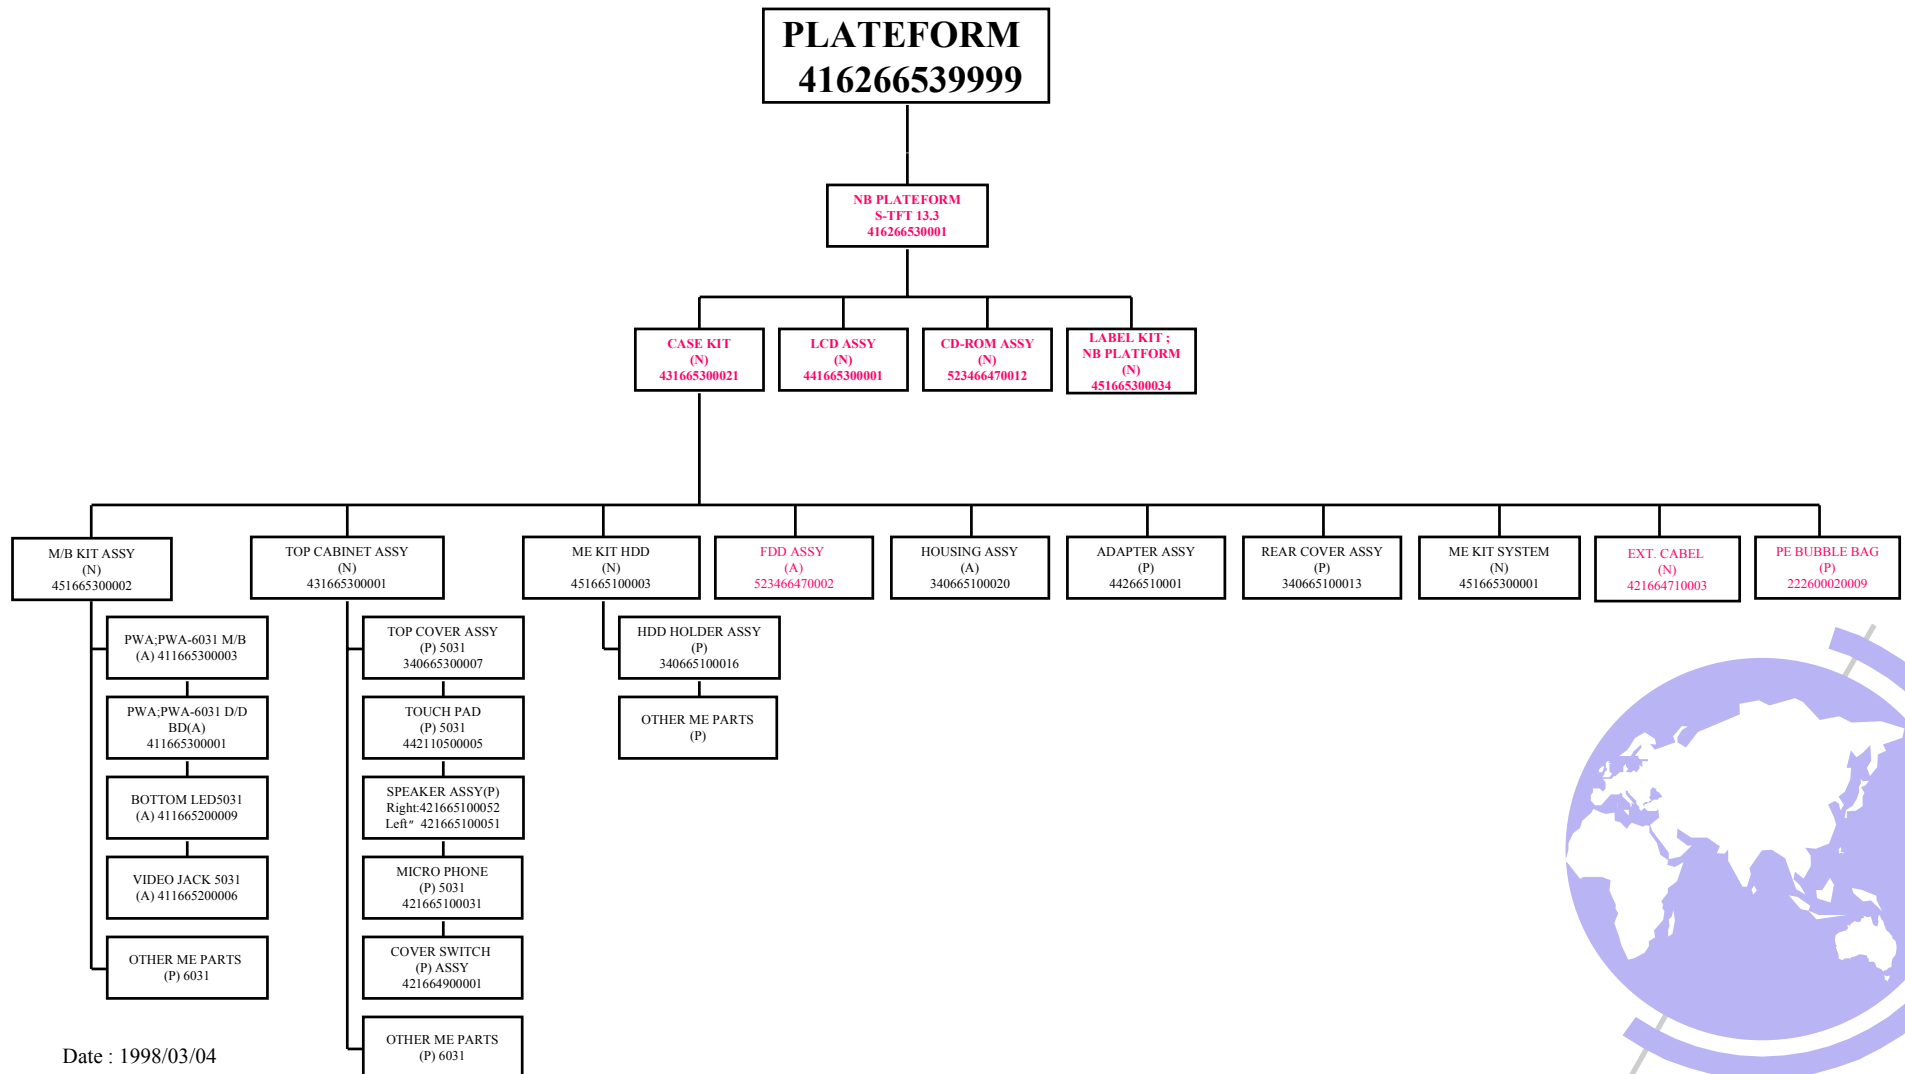 PLATEFORM
416266539999
NB PLATEFORM
S-TFT 13.3
416266530001
CASE KIT
(N)
431665300021
LCD ASSY
(N)
441665300001
CD-ROM ASSY
(N)
523466470012
LABEL KIT ;
NB PLATFORM
(N)
451665300034
M/B KIT ASSY
(N)
451665300002
TOP CABINET ASSY
(N)
431665300001
ME KIT HDD
(N)
451665100003
FDD ASSY
(A)
523466470002
HOUSING ASSY
(A)
340665100020
ADAPTER ASSY
(P)
44266510001
REAR COVER ASSY
(P)
340665100013
ME KIT SYSTEM
(N)
451665300001
EXT. CABEL
(N)
421664710003
PE BUBBLE BAG
(P)
222600020009
PWA;PWA-6031 M/B
(A) 411665300003
PWA;PWA-6031 D/D
BD(A)
411665300001
BOTTOM LED5031
(A) 411665200009
VIDEO JACK 5031
(A) 411665200006
OTHER ME PARTS
(P) 6031
TOP COVER ASSY
(P) 5031
340665300007
TOUCH PAD
(P) 5031
442110500005
SPEAKER ASSY(P)
Right:421665100052
Left″ 421665100051
MICRO PHONE
(P) 5031
421665100031
COVER SWITCH
(P) ASSY
421664900001
OTHER ME PARTS
(P) 6031
HDD HOLDER ASSY
(P)
340665100016
OTHER ME PARTS
(P)
Date : 1998/03/04